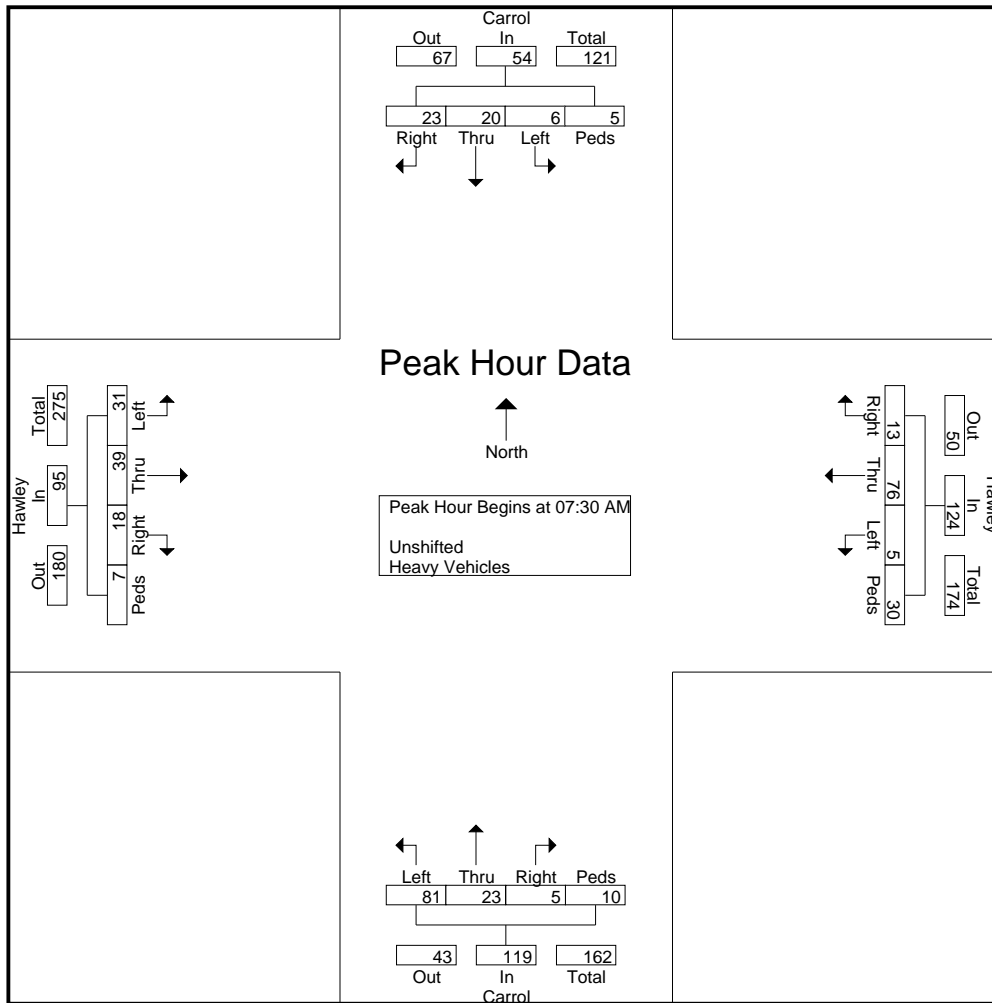 Carrol
Out In Total
67 54 121
23 20 6 5
Right Thru Left Peds
Peak Hour Data
North
Peak Hour Begins at 07:30 AM
Unshifted
Heavy Vehicles
Hawley
Total In Out
275 95 180
31 39 18 7
Left Thru Right Peds
Hawley
Out In Total
50 124 174
13 76 5 30
Right Thru Left Peds
Left Thru Right Peds
81 23 5 10
43 119 162
Out In Total
Carrol